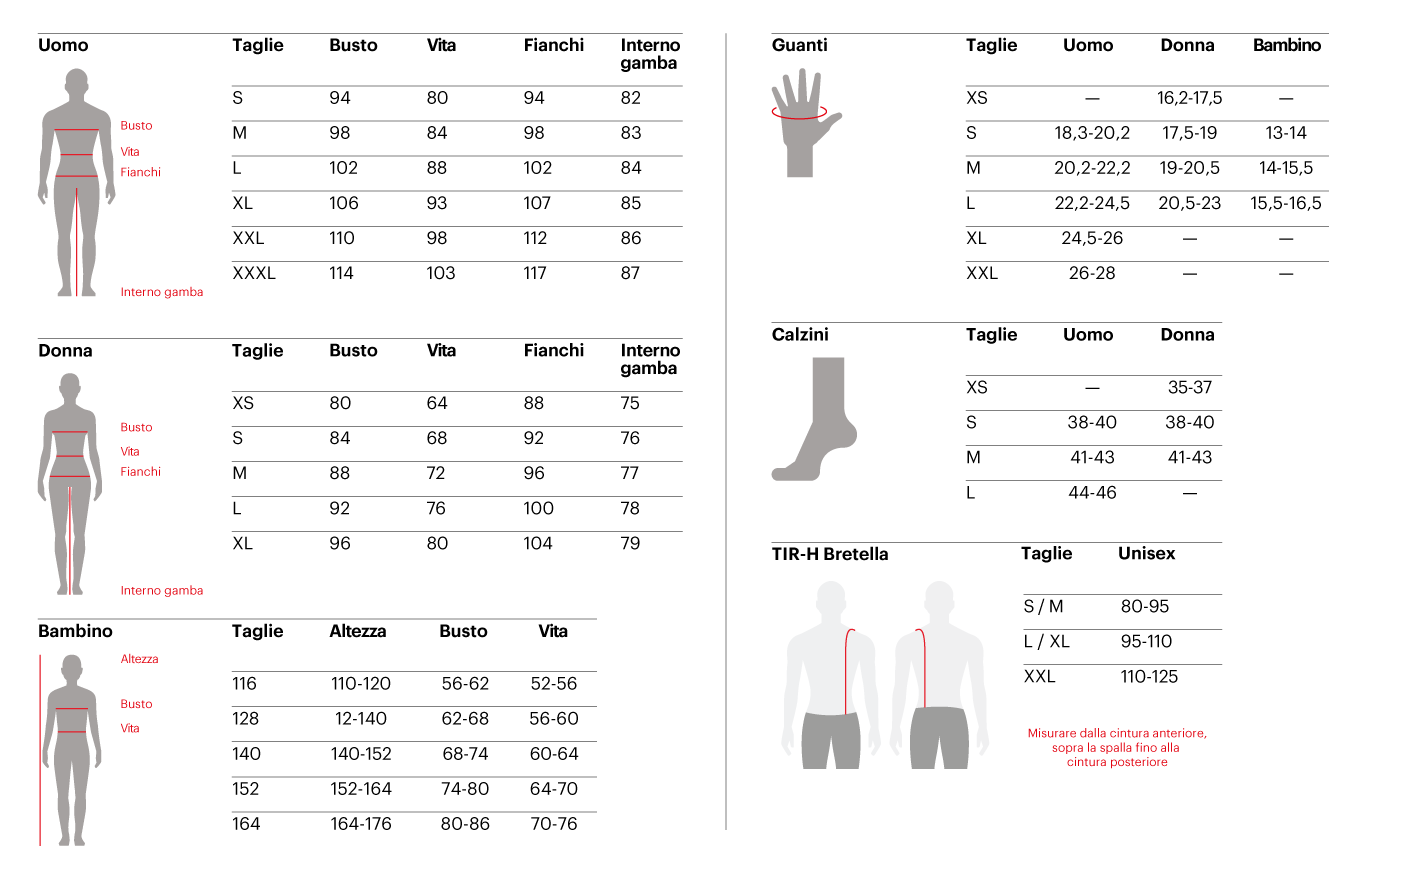 Uomo Taglie Busto Vita Fianchi Interno gamba
S 94 80 94 82
Busto
M 98 84 98 83
Vita
L 102 88 102 84
Fianchi
XL 106 93 107 85
XXL 110 98 112 86
XXXL 114 103 117 87
Interno gamba
Donna Taglie Busto Vita Fianchi Interno gamba
XS 80 64 88 75
Busto
S 84 68 92 76
Vita
Fianchi
M 88 72 96 77
L 92 76 100 78
XL 96 80 104 79
Interno gamba
Bambino Taglie Altezza Busto Vita
Altezza
116 110-120 56-62 52-56
Busto
128 12-140 62-68 56-60
Vita
140 140-152 68-74 60-64
152 152-164 74-80 64-70
164 164-176 80-86 70-76
Guanti Taglie Uomo Donna Bambino
XS — 16,2-17,5 —
S 18,3-20,2 17,5-19 13-14
M 20,2-22,2 19-20,5 14-15,5
L 22,2-24,5 20,5-23 15,5-16,5
XL 24,5-26 — —
XXL 26-28 — —
Calzini Taglie Uomo Donna
XS — 35-37
S 38-40 38-40
M 41-43 41-43
L 44-46 —
TIR-H Bretella Taglie Unisex
S / M 80-95
L / XL 95-110
XXL 110-125
Misurare dalla cintura anteriore,
sopra la spalla fino alla
cintura posteriore